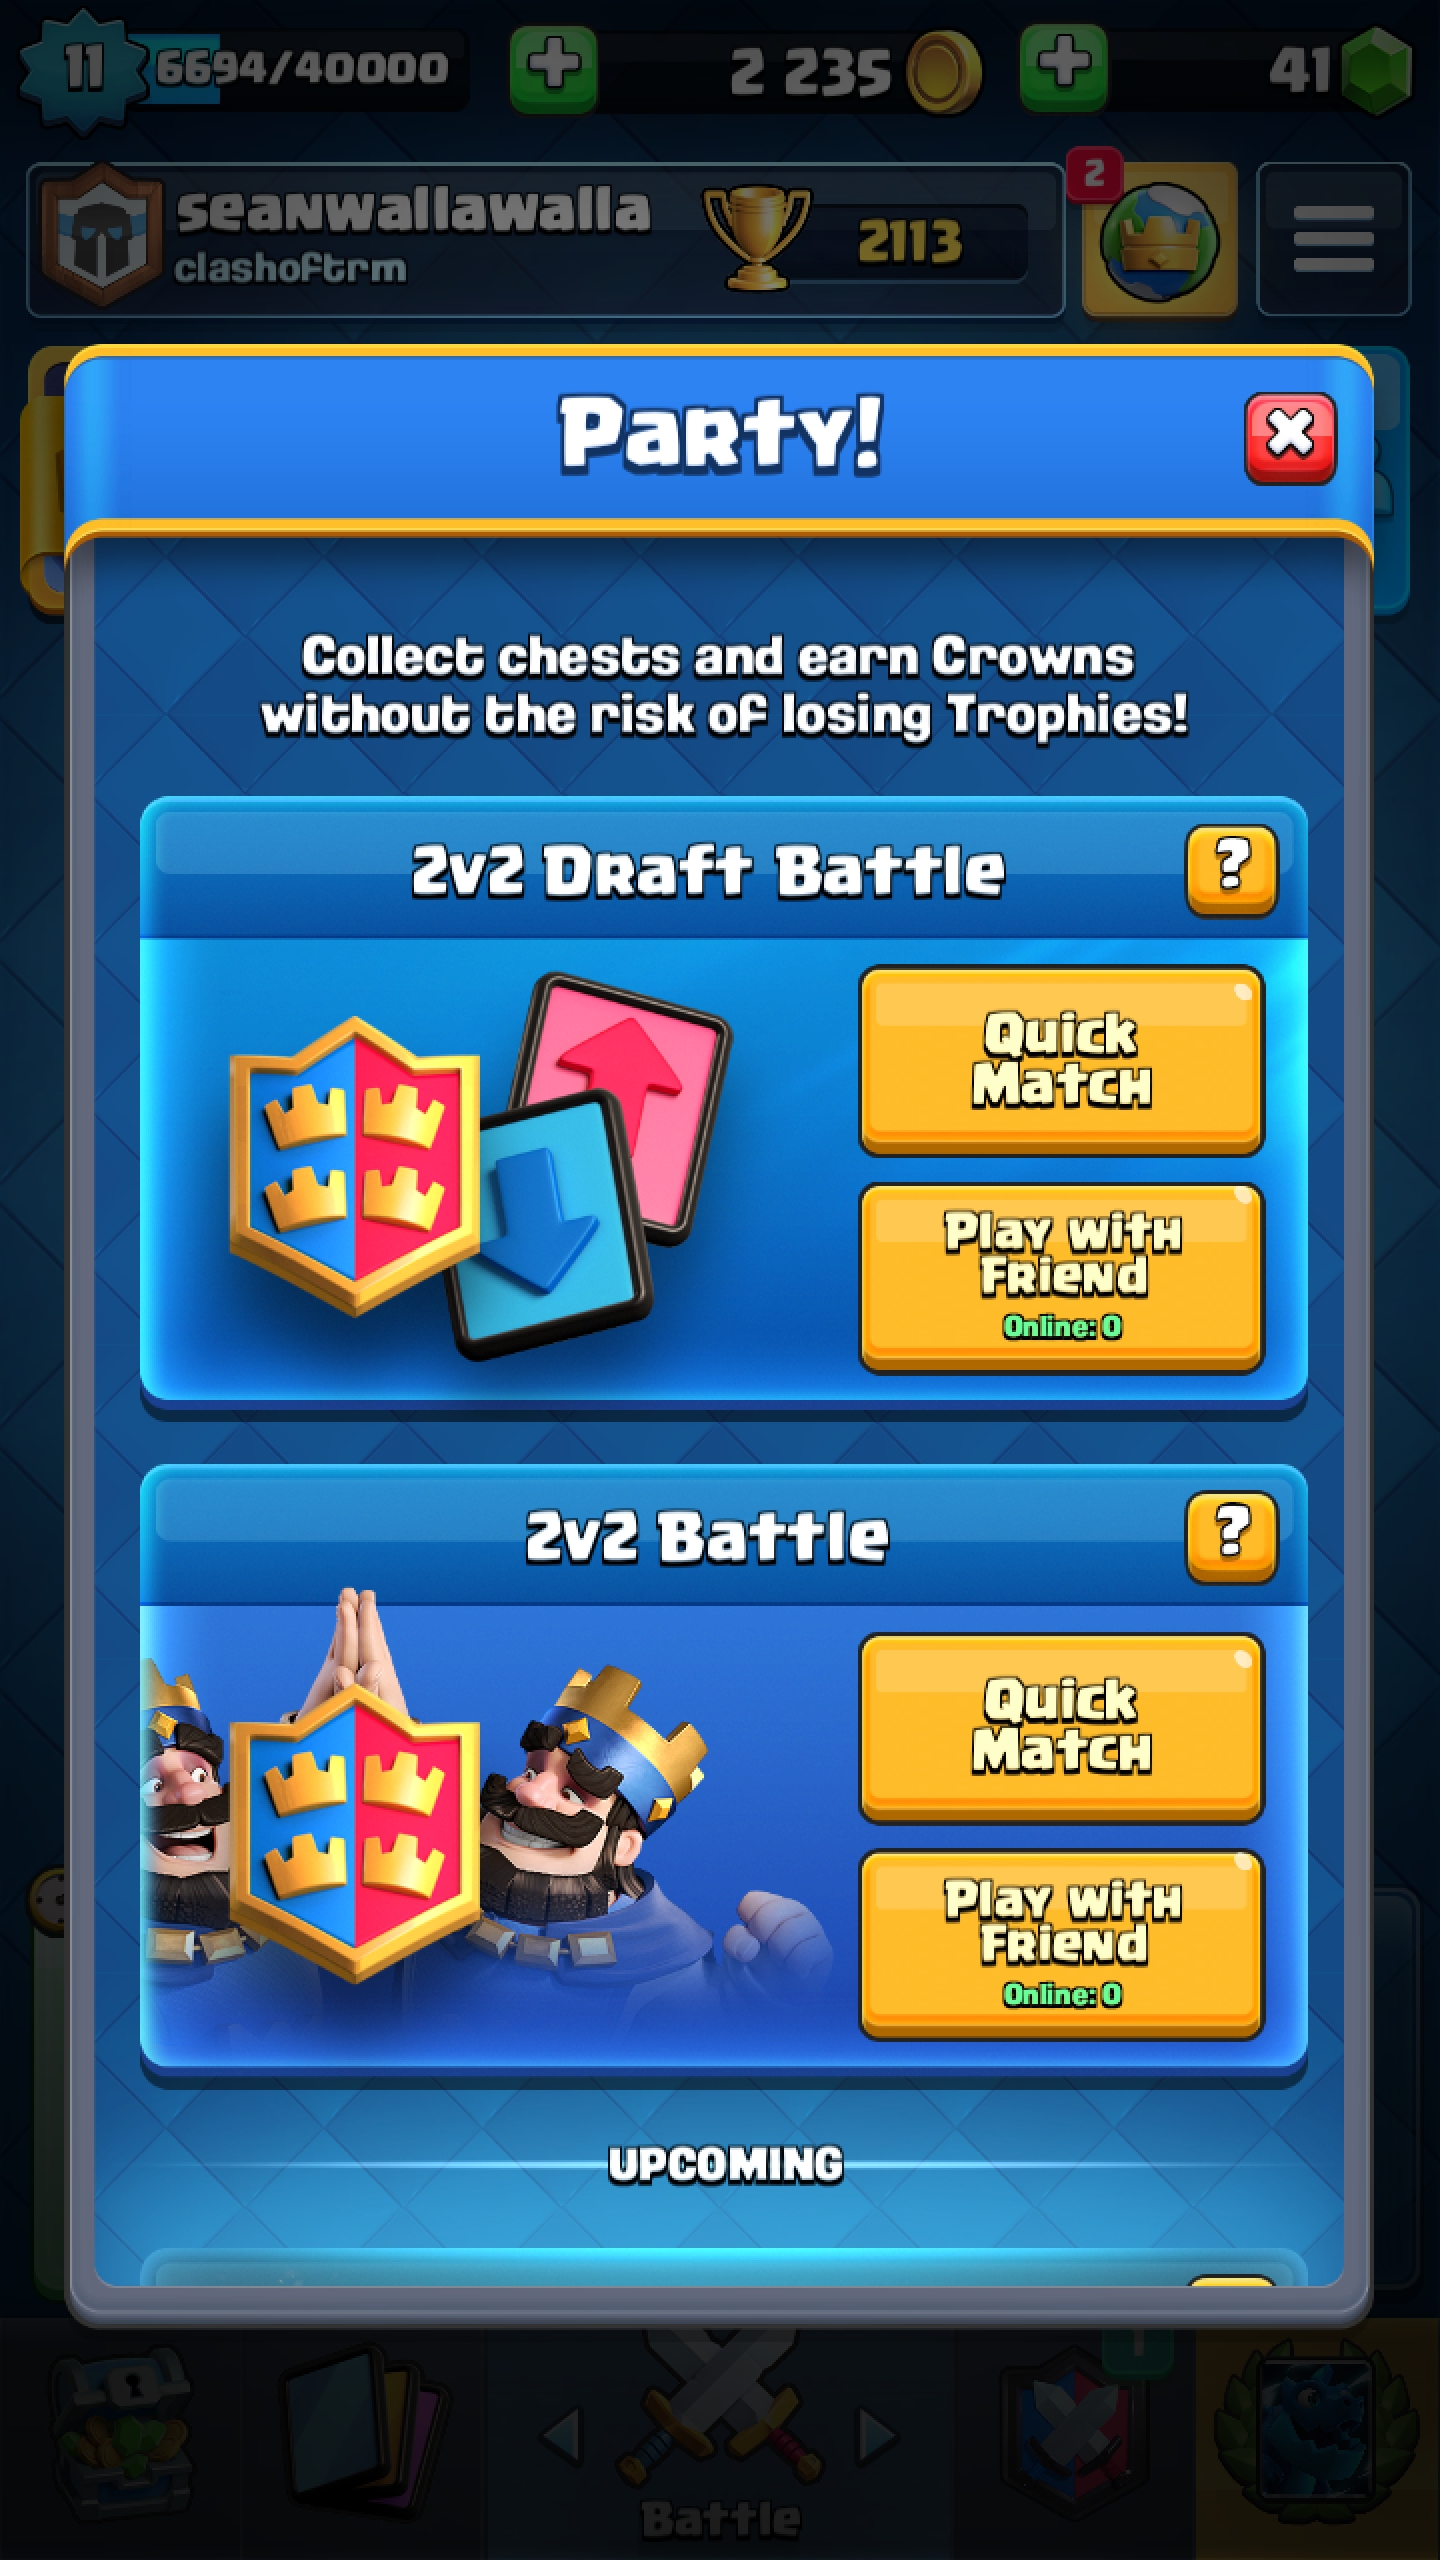 11
6694/40000
2 235
41
seanwallawalla
clashoftrm
2113
2
Party!
Collect chests and earn Crowns
without the risk of losing Trophies!
2v2 Draft Battle
?
Quick
Match
Play with
Friend
Online: 0
2v2 Battle
?
Quick
Match
Play with
Friend
Online: 0
UPCOMING
Battle